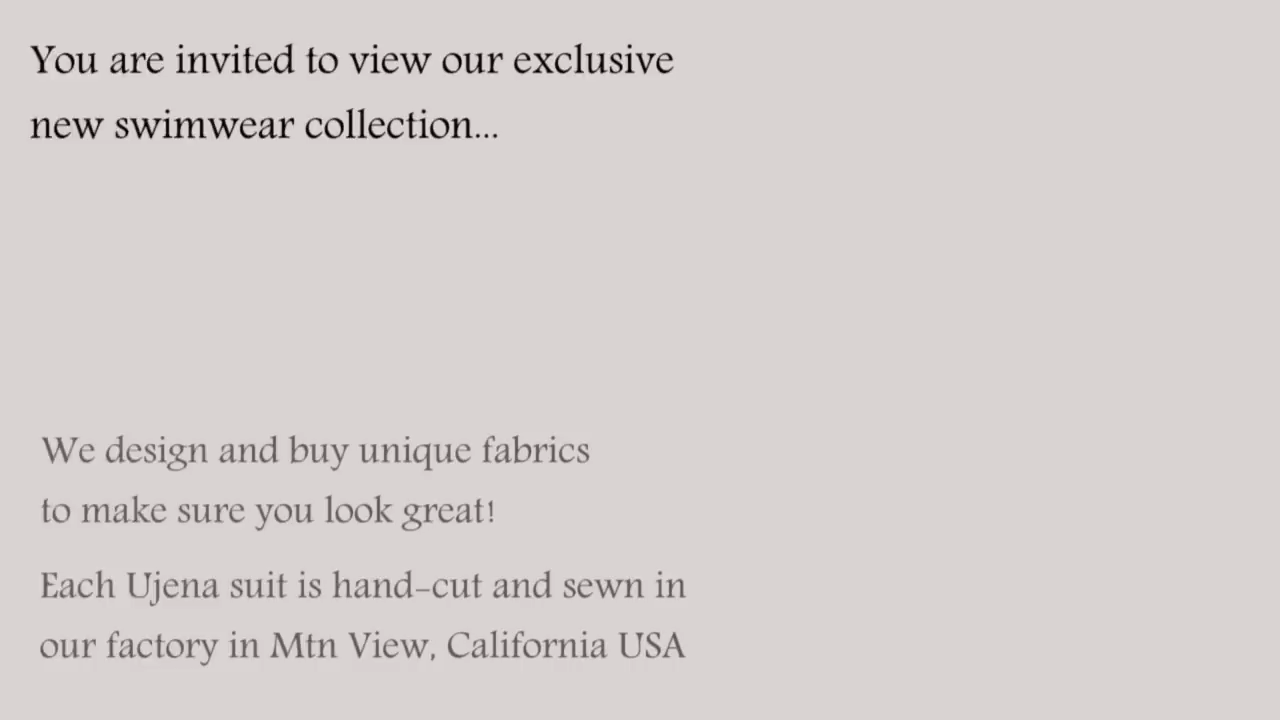 You are invited to view our exclusive
new swimwear collection...
We design and buy unique fabrics
to make sure you look great!
Each Ujena suit is hand-cut and sewn in
our factory in Mtn View, California USA